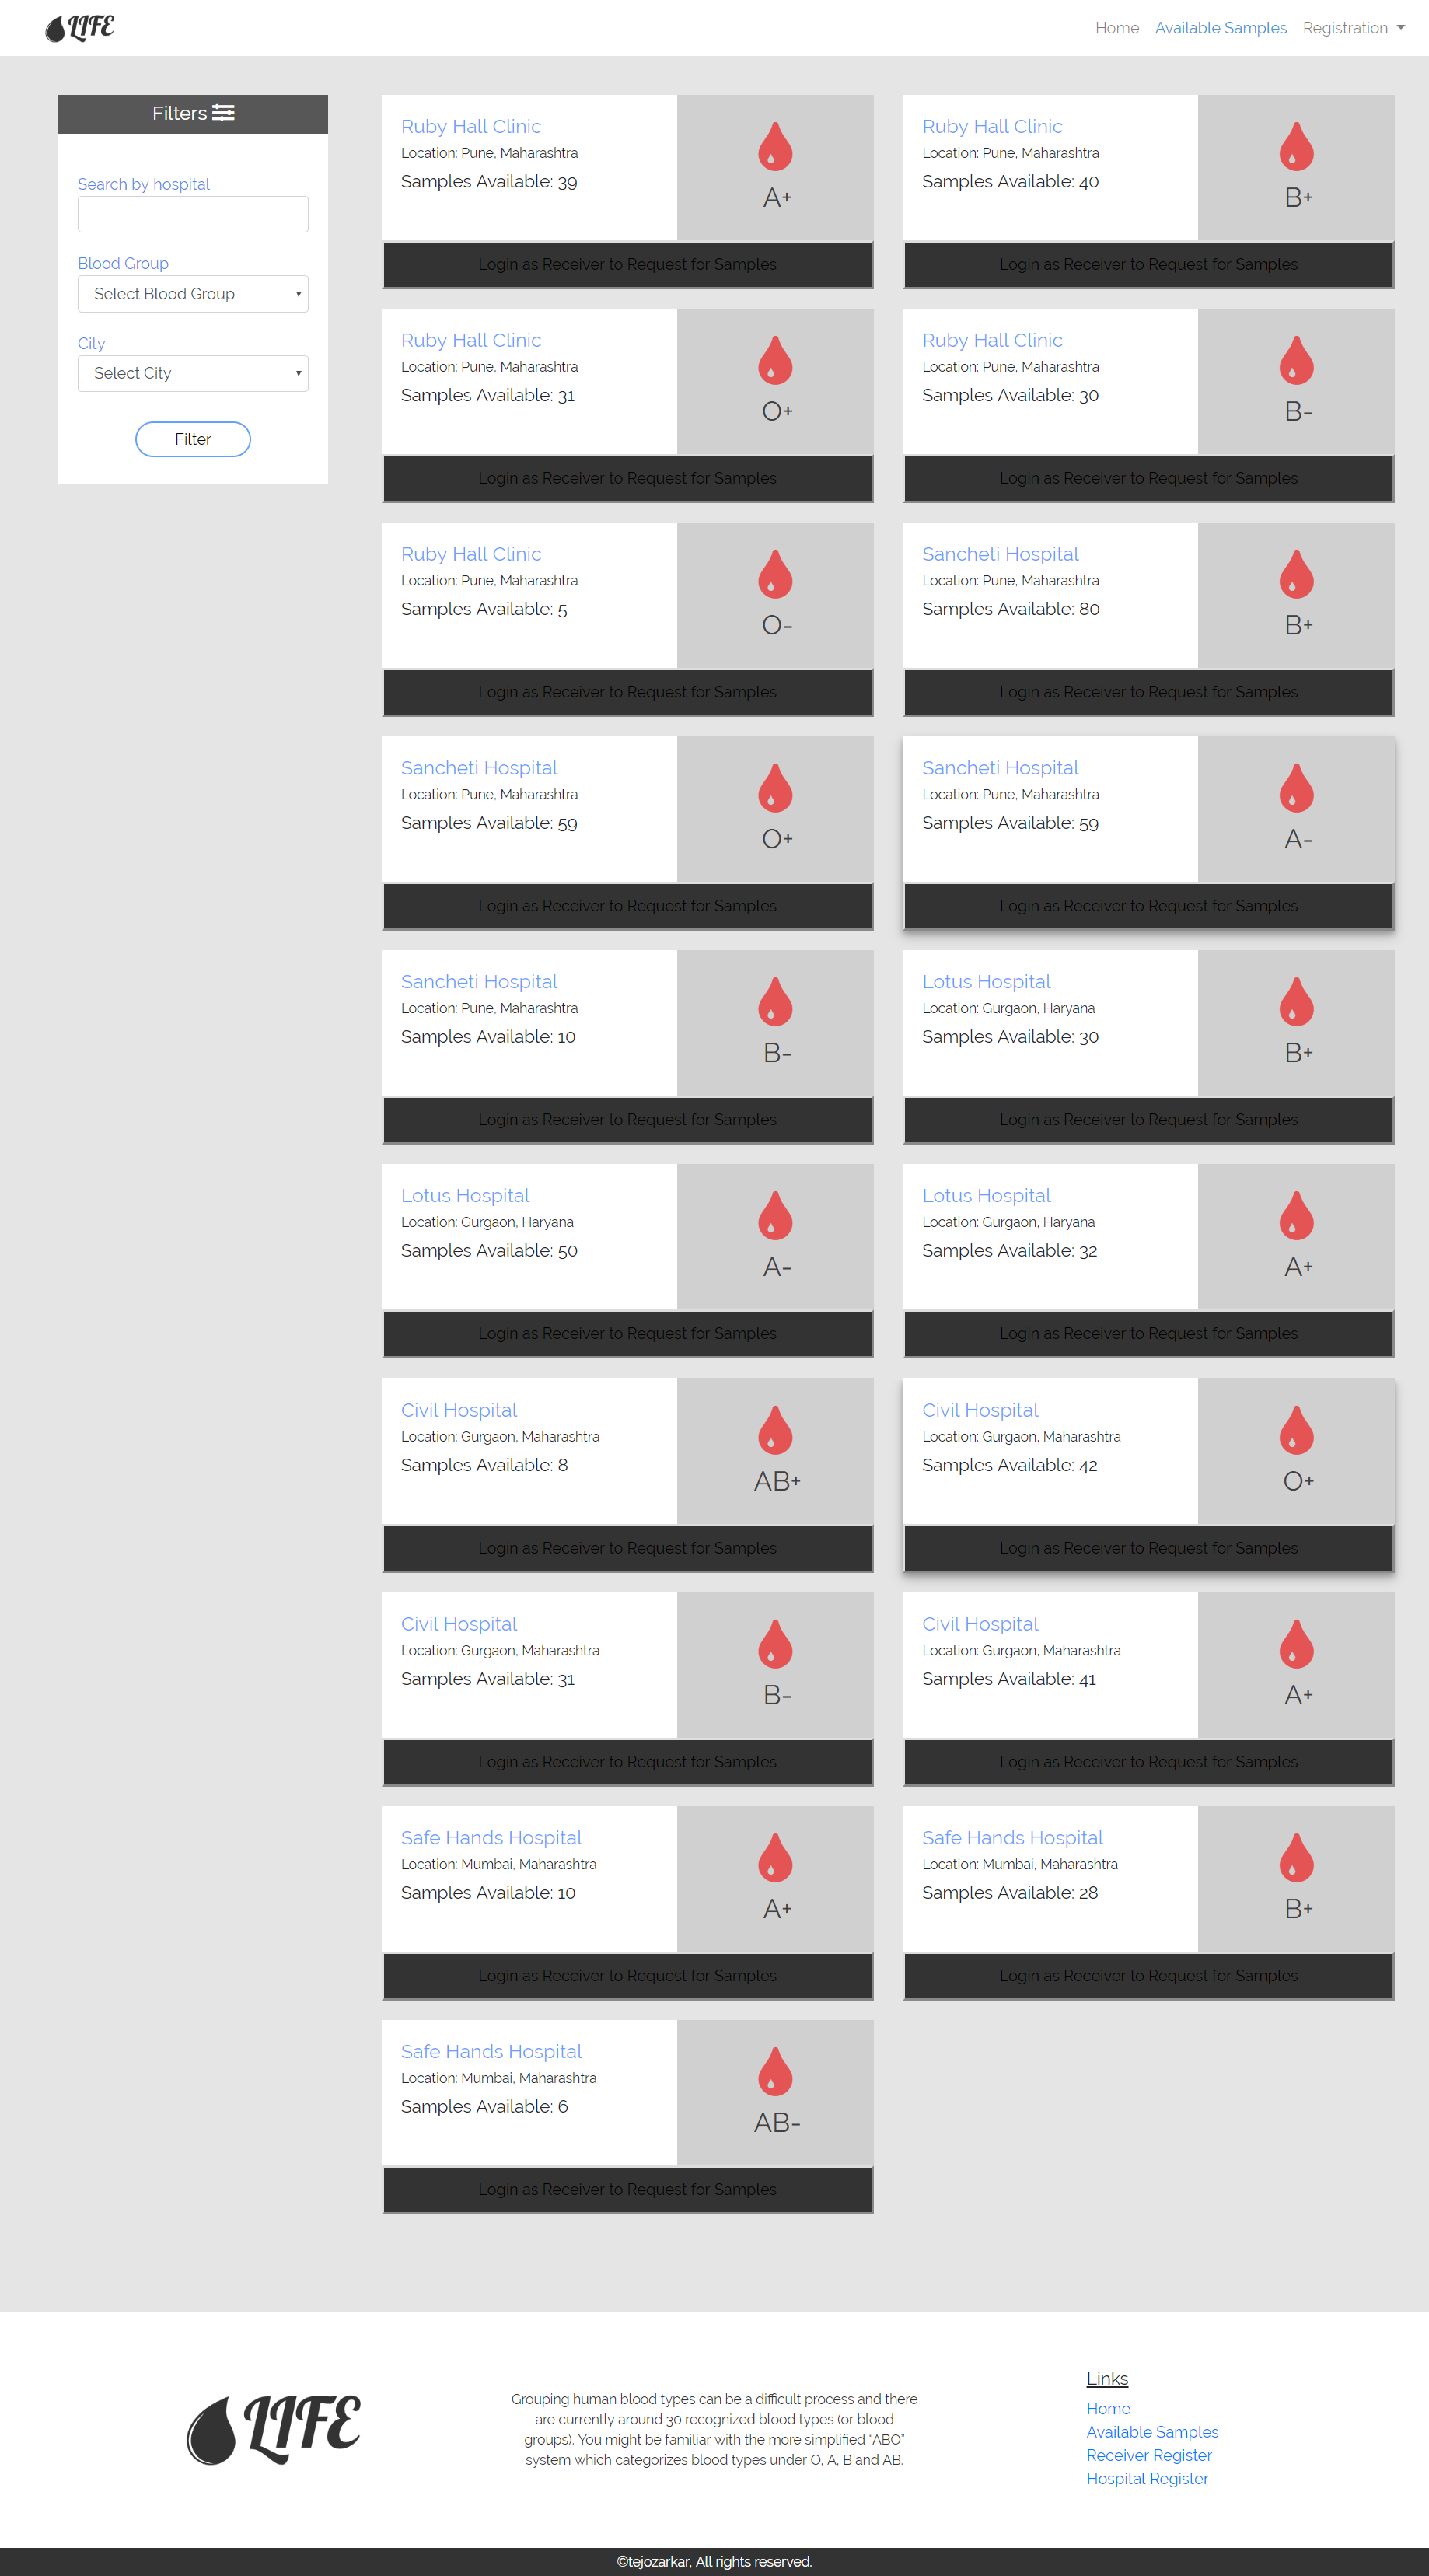 LIFE
Home Available Samples Registration
Filters
Search by hospital
Blood Group
Select Blood Group
City
Select City
Filter
Ruby Hall Clinic
Location: Pune, Maharashtra
Samples Available: 39
A+
Login as Receiver to Request for Samples
Ruby Hall Clinic
Location: Pune, Maharashtra
Samples Available: 40
B+
Login as Receiver to Request for Samples
Ruby Hall Clinic
Location: Pune, Maharashtra
Samples Available: 31
O+
Login as Receiver to Request for Samples
Ruby Hall Clinic
Location: Pune, Maharashtra
Samples Available: 30
B-
Login as Receiver to Request for Samples
Ruby Hall Clinic
Location: Pune, Maharashtra
Samples Available: 5
O-
Login as Receiver to Request for Samples
Sancheti Hospital
Location: Pune, Maharashtra
Samples Available: 80
B+
Login as Receiver to Request for Samples
Sancheti Hospital
Location: Pune, Maharashtra
Samples Available: 59
O+
Login as Receiver to Request for Samples
Sancheti Hospital
Location: Pune, Maharashtra
Samples Available: 59
A-
Login as Receiver to Request for Samples
Sancheti Hospital
Location: Pune, Maharashtra
Samples Available: 10
B-
Login as Receiver to Request for Samples
Lotus Hospital
Location: Gurgaon, Haryana
Samples Available: 30
B+
Login as Receiver to Request for Samples
Lotus Hospital
Location: Gurgaon, Haryana
Samples Available: 50
A-
Login as Receiver to Request for Samples
Lotus Hospital
Location: Gurgaon, Haryana
Samples Available: 32
A+
Login as Receiver to Request for Samples
Civil Hospital
Location: Gurgaon, Maharashtra
Samples Available: 8
AB+
Login as Receiver to Request for Samples
Civil Hospital
Location: Gurgaon, Maharashtra
Samples Available: 42
O+
Login as Receiver to Request for Samples
Civil Hospital
Location: Gurgaon, Maharashtra
Samples Available: 31
B-
Login as Receiver to Request for Samples
Civil Hospital
Location: Gurgaon, Maharashtra
Samples Available: 41
A+
Login as Receiver to Request for Samples
Safe Hands Hospital
Location: Mumbai, Maharashtra
Samples Available: 10
A+
Login as Receiver to Request for Samples
Safe Hands Hospital
Location: Mumbai, Maharashtra
Samples Available: 28
B+
Login as Receiver to Request for Samples
Safe Hands Hospital
Location: Mumbai, Maharashtra
Samples Available: 6
AB-
Login as Receiver to Request for Samples
LIFE
Grouping human blood types can be a difficult process and there
are currently around 30 recognized blood types (or blood
groups). You might be familiar with the more simplified “ABO”
system which categorizes blood types under O, A, B and AB.
Links
Home
Available Samples
Receiver Register
Hospital Register
©tejozarkar, All rights reserved.